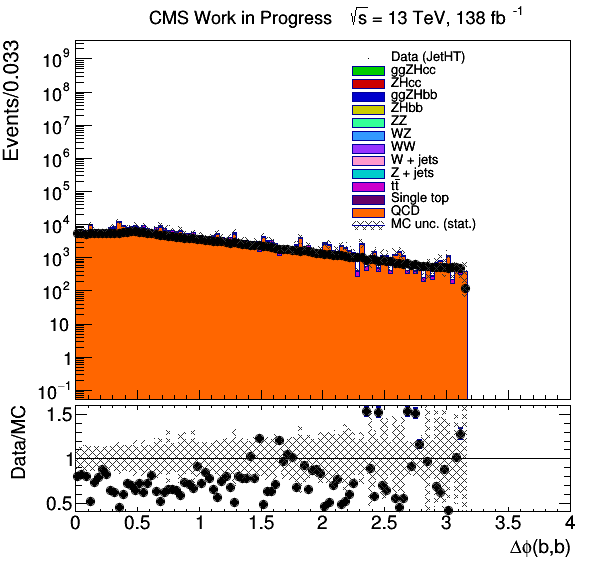 CMS Work in Progress √s = 13 TeV, 138 fb⁻¹
Events/0.033
10⁹
10⁸
10⁷
10⁶
10⁵
10⁴
10³
10²
10
1
10⁻¹
Data (JetHT)
ggZHcc
ZHcc
ggZHbb
ZHbb
ZZ
WZ
WW
W + jets
Z + jets
tt̄
Single top
QCD
MC unc. (stat.)
Data/MC
1.5
1
0.5
0 0.5 1 1.5 2 2.5 3 3.5 4
Δϕ(b,b)